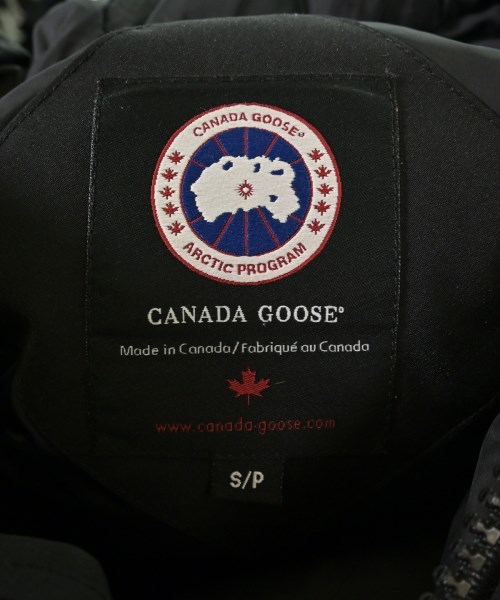 CANADA GOOSE®
ARCTIC PROGRAM
CANADA GOOSE®
Made in Canada/Fabriqué au Canada
www.canada-goose.com
S/P